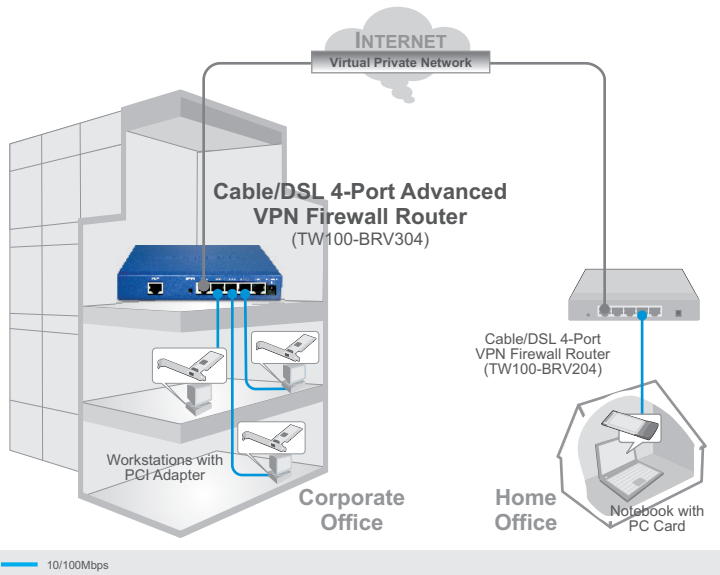 INTERNET
Virtual Private Network
Cable/DSL 4-Port Advanced
VPN Firewall Router
(TW100-BRV304)
Cable/DSL 4-Port
VPN Firewall Router
(TW100-BRV204)
Workstations with
PCI Adapter
Corporate
Office
Home
Office
Notebook with
PC Card
10/100Mbps